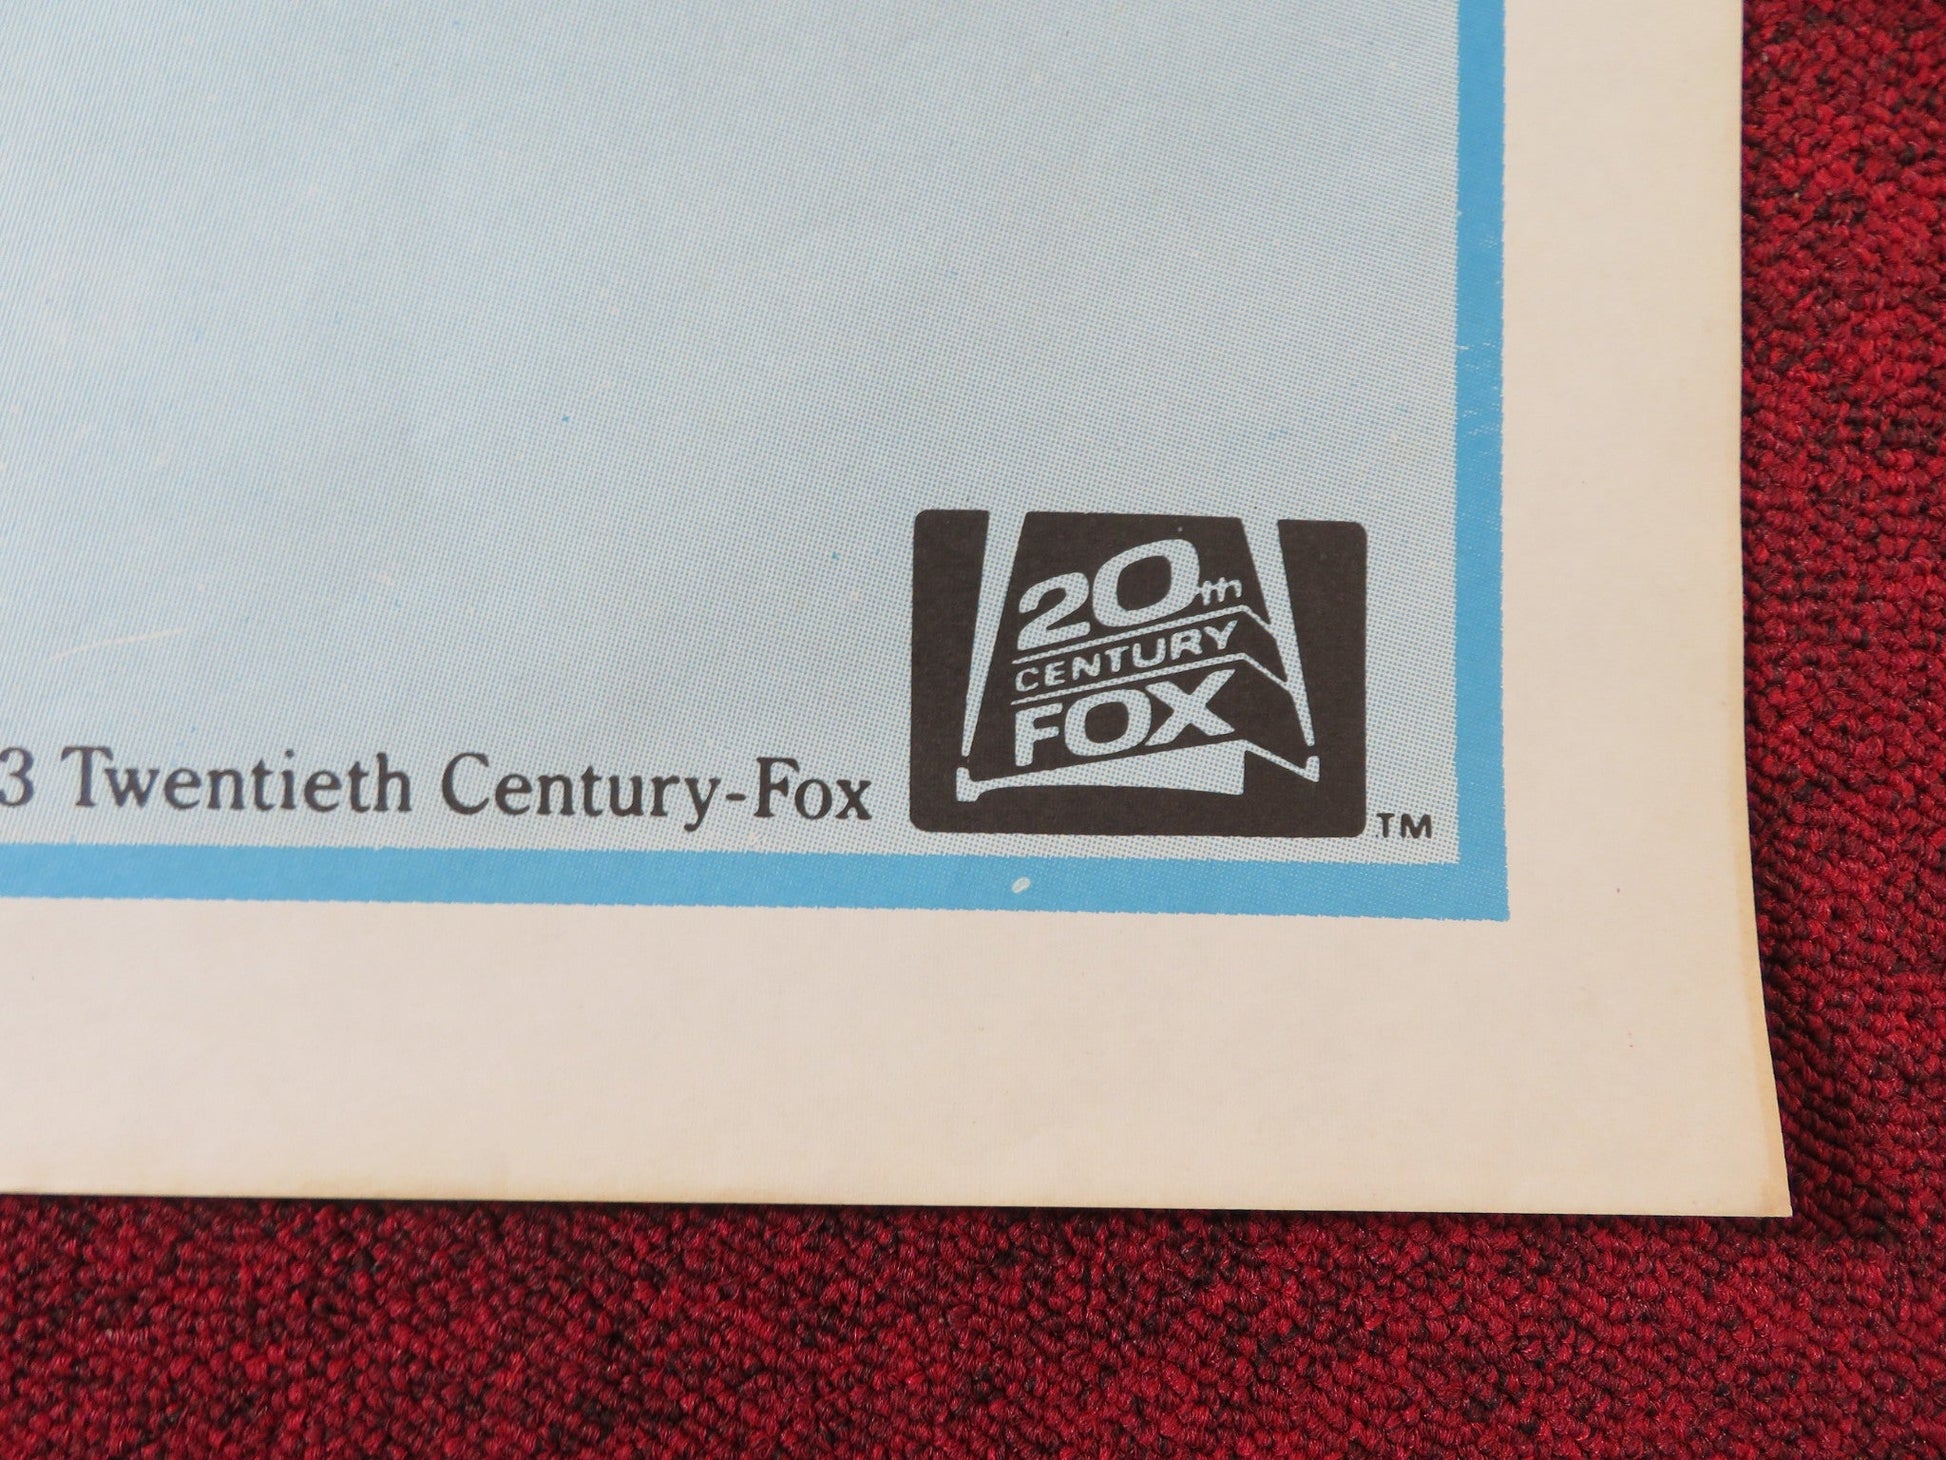 3 Twentieth Century-Fox
20th
CENTURY
FOX
TM